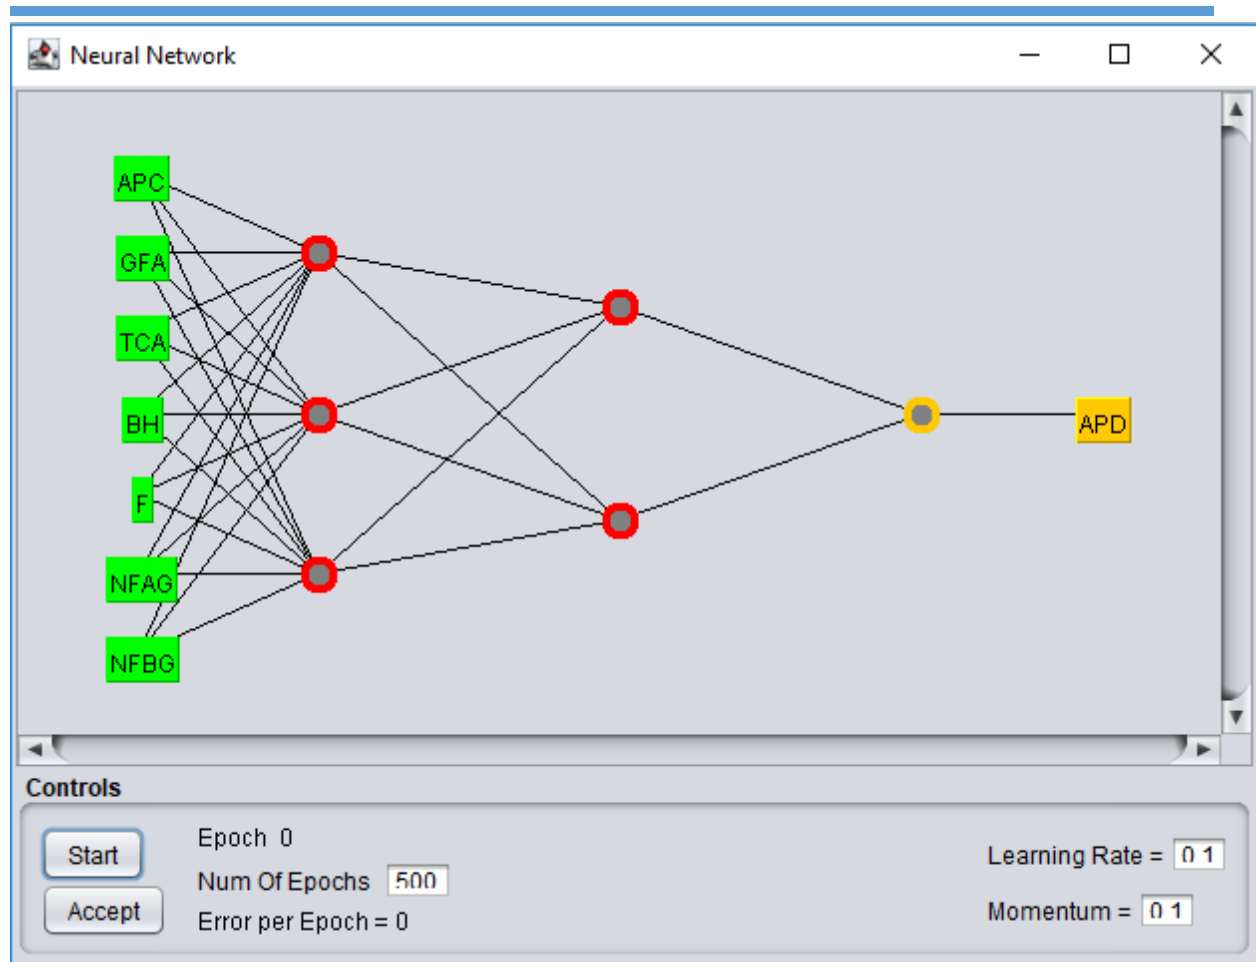 Neural Network
APC
GFA
TCA
BH
F
NFAG
NFBG
APD
Controls
Start
Accept
Epoch 0
Num Of Epochs 500
Error per Epoch = 0
Learning Rate = 0.1
Momentum = 0.1